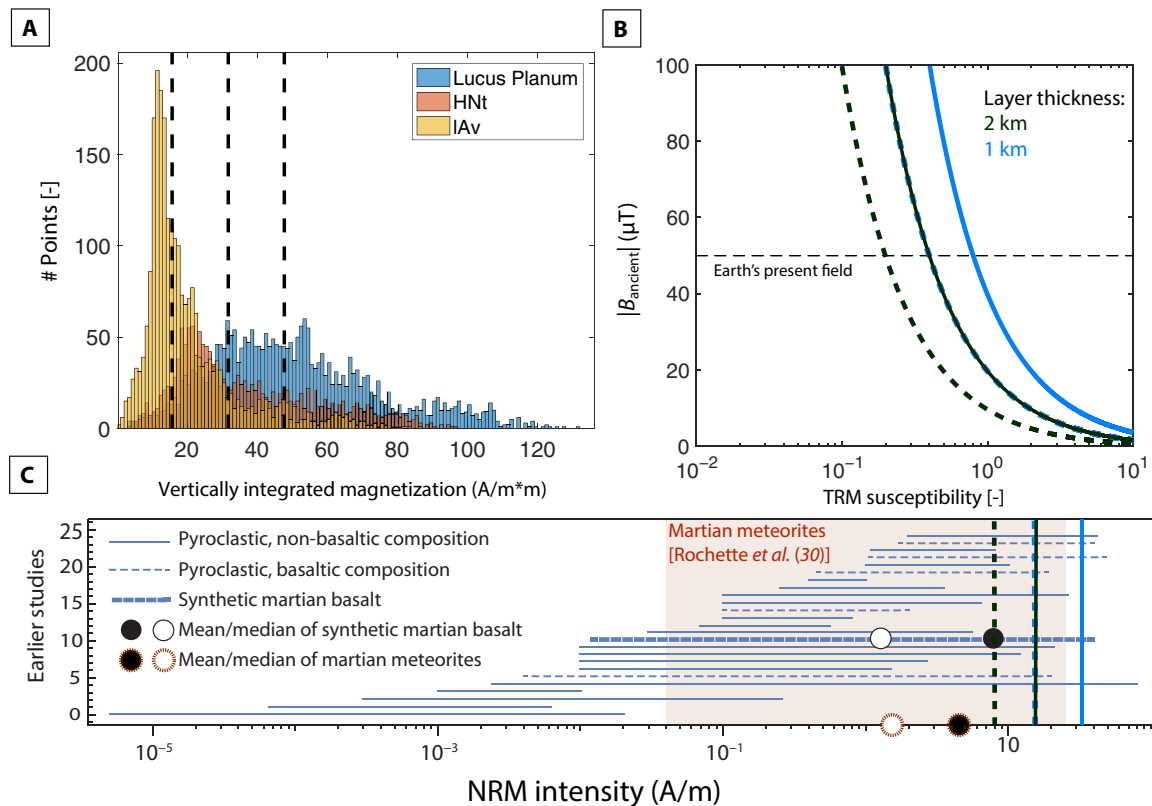 A
200
150
100
50
0
# Points [-]
Lucus Planum
HNt
lAv
20 40 60 80 100 120
Vertically integrated magnetization (A/m*m)
B
100
80
60
40
20
0
|B_ancient| (µT)
Layer thickness:
2 km
1 km
Earth's present field
10^-2 10^-1 10^0 10^1
TRM susceptibility [-]
C
25
20
15
10
5
0
Earlier studies
Pyroclastic, non-basaltic composition
Pyroclastic, basaltic composition
Synthetic martian basalt
Mean/median of synthetic martian basalt
Mean/median of martian meteorites
Martian meteorites
[Rochette et al. (30)]
10^-5 10^-3 10^-1 10
NRM intensity (A/m)